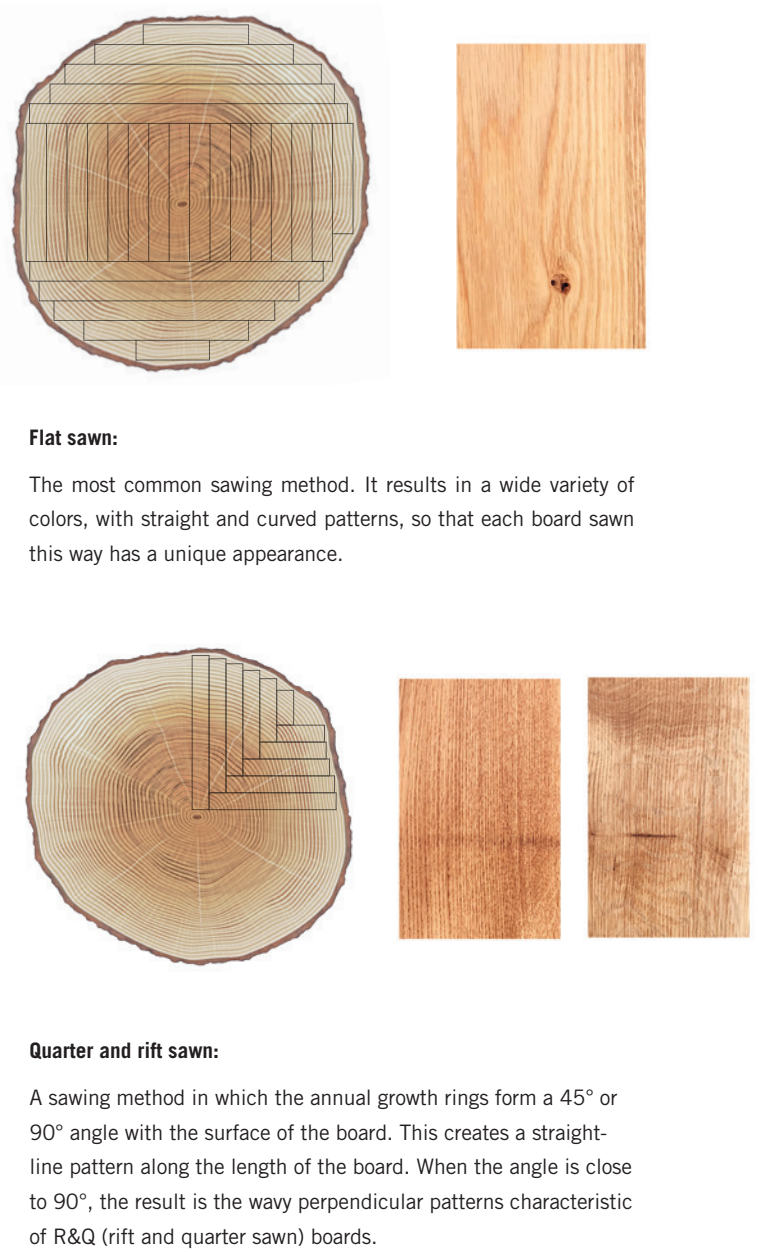 Flat sawn:
The most common sawing method. It results in a wide variety of
colors, with straight and curved patterns, so that each board sawn
this way has a unique appearance.
Quarter and rift sawn:
A sawing method in which the annual growth rings form a 45° or
90° angle with the surface of the board. This creates a straight-
line pattern along the length of the board. When the angle is close
to 90°, the result is the wavy perpendicular patterns characteristic
of R&Q (rift and quarter sawn) boards.